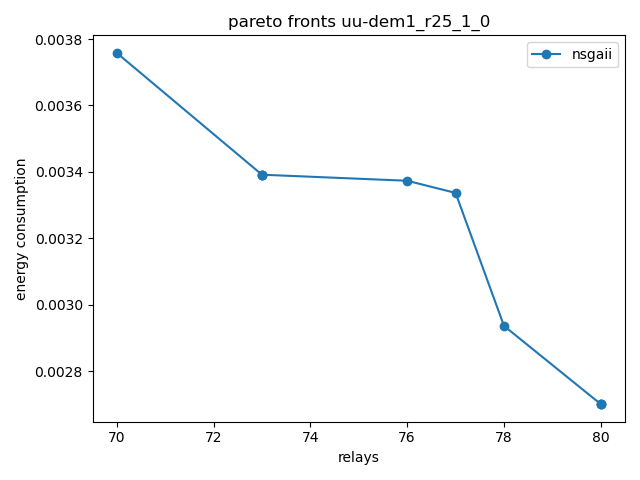 pareto fronts uu-dem1_r25_1_0
nsgaii
energy consumption
0.0038
0.0036
0.0034
0.0032
0.0030
0.0028
70 72 74 76 78 80
relays